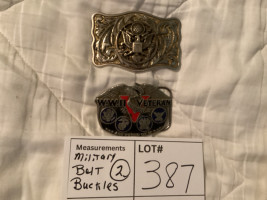 WWII VETERAN
V
Measurements
Military
Belt 2
Buckles
LOT#
387